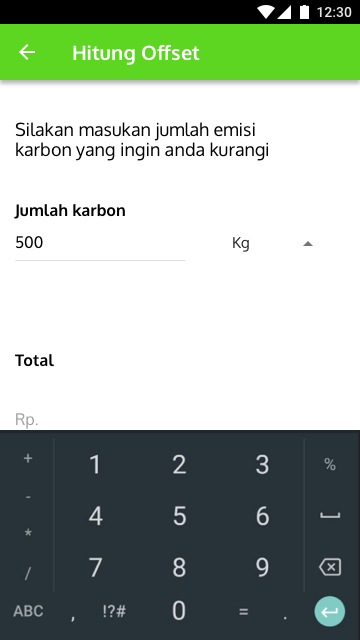 12:30
Hitung Offset
Silakan masukan jumlah emisi
karbon yang ingin anda kurangi
Jumlah karbon
500 Kg
Total
Rp.
+ 1 2 3 %
- 4 5 6
* 7 8 9
/
ABC , !?# 0 = .